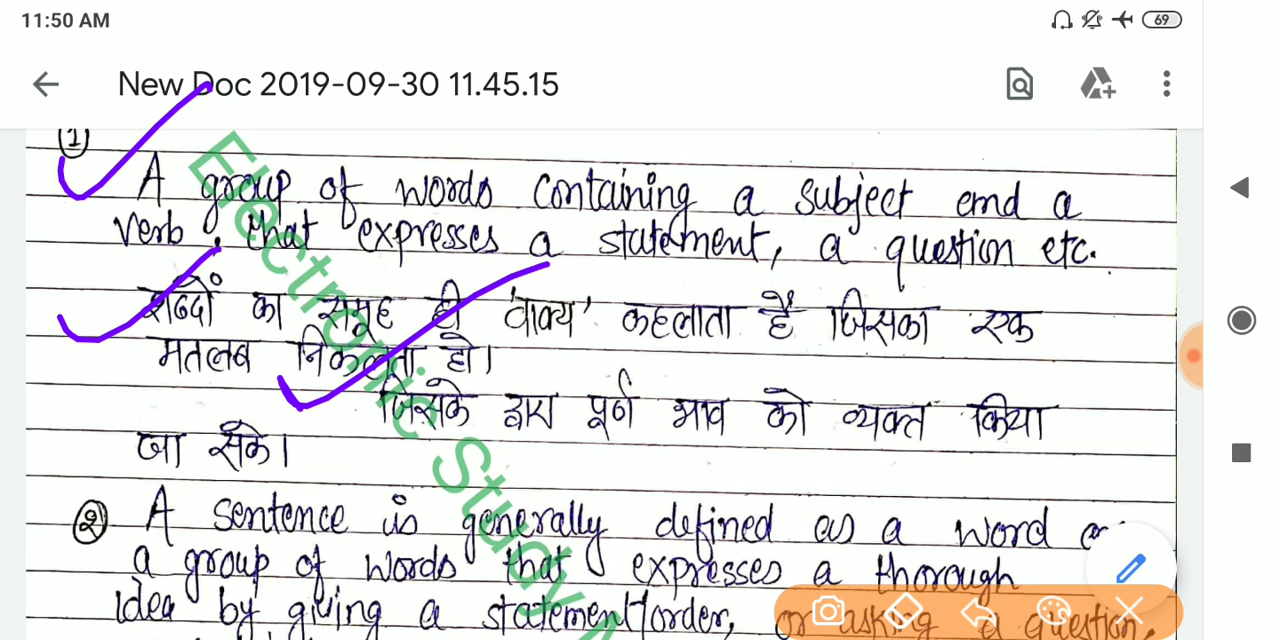 11:50 AM
69
New Doc 2019-09-30 11.45.15
(1)
A group of words containing a subject and a
verb, that expresses a statement, a question etc.
शब्दों का समूह ही 'वाक्य' कहलाता हैं जिसका एक
मतलब निकलता हो।
जिसके द्वारा पूर्ण भाव को व्यक्त किया
जा सके।
(2) A sentence is generally defined as a word or
a group of words that expresses a thorough
idea by giving a statement/order, or asking a question,
Electronic Study